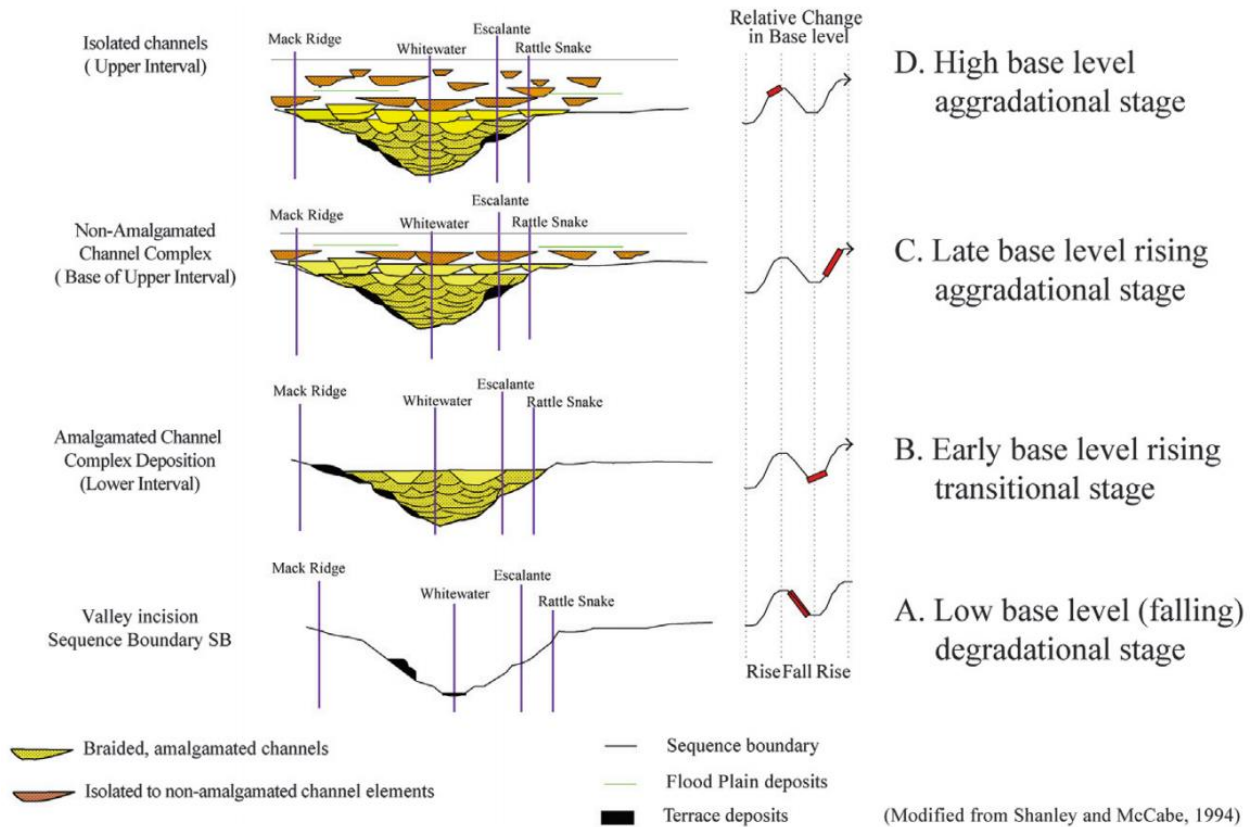 Relative Change
in Base level
Isolated channels
( Upper Interval)
Mack Ridge
Whitewater
Escalante
Rattle Snake
D. High base level
aggradational stage
Non-Amalgamated
Channel Complex
( Base of Upper Interval)
Mack Ridge
Whitewater
Escalante
Rattle Snake
C. Late base level rising
aggradational stage
Amalgamated Channel
Complex Deposition
(Lower Interval)
Mack Ridge
Whitewater
Escalante
Rattle Snake
B. Early base level rising
transitional stage
Valley incision
Sequence Boundary SB
Mack Ridge
Whitewater
Escalante
Rattle Snake
A. Low base level (falling)
degradational stage
Rise Fall Rise
Braided, amalgamated channels
Isolated to non-amalgamated channel elements
Sequence boundary
Flood Plain deposits
Terrace deposits
(Modified from Shanley and McCabe, 1994)